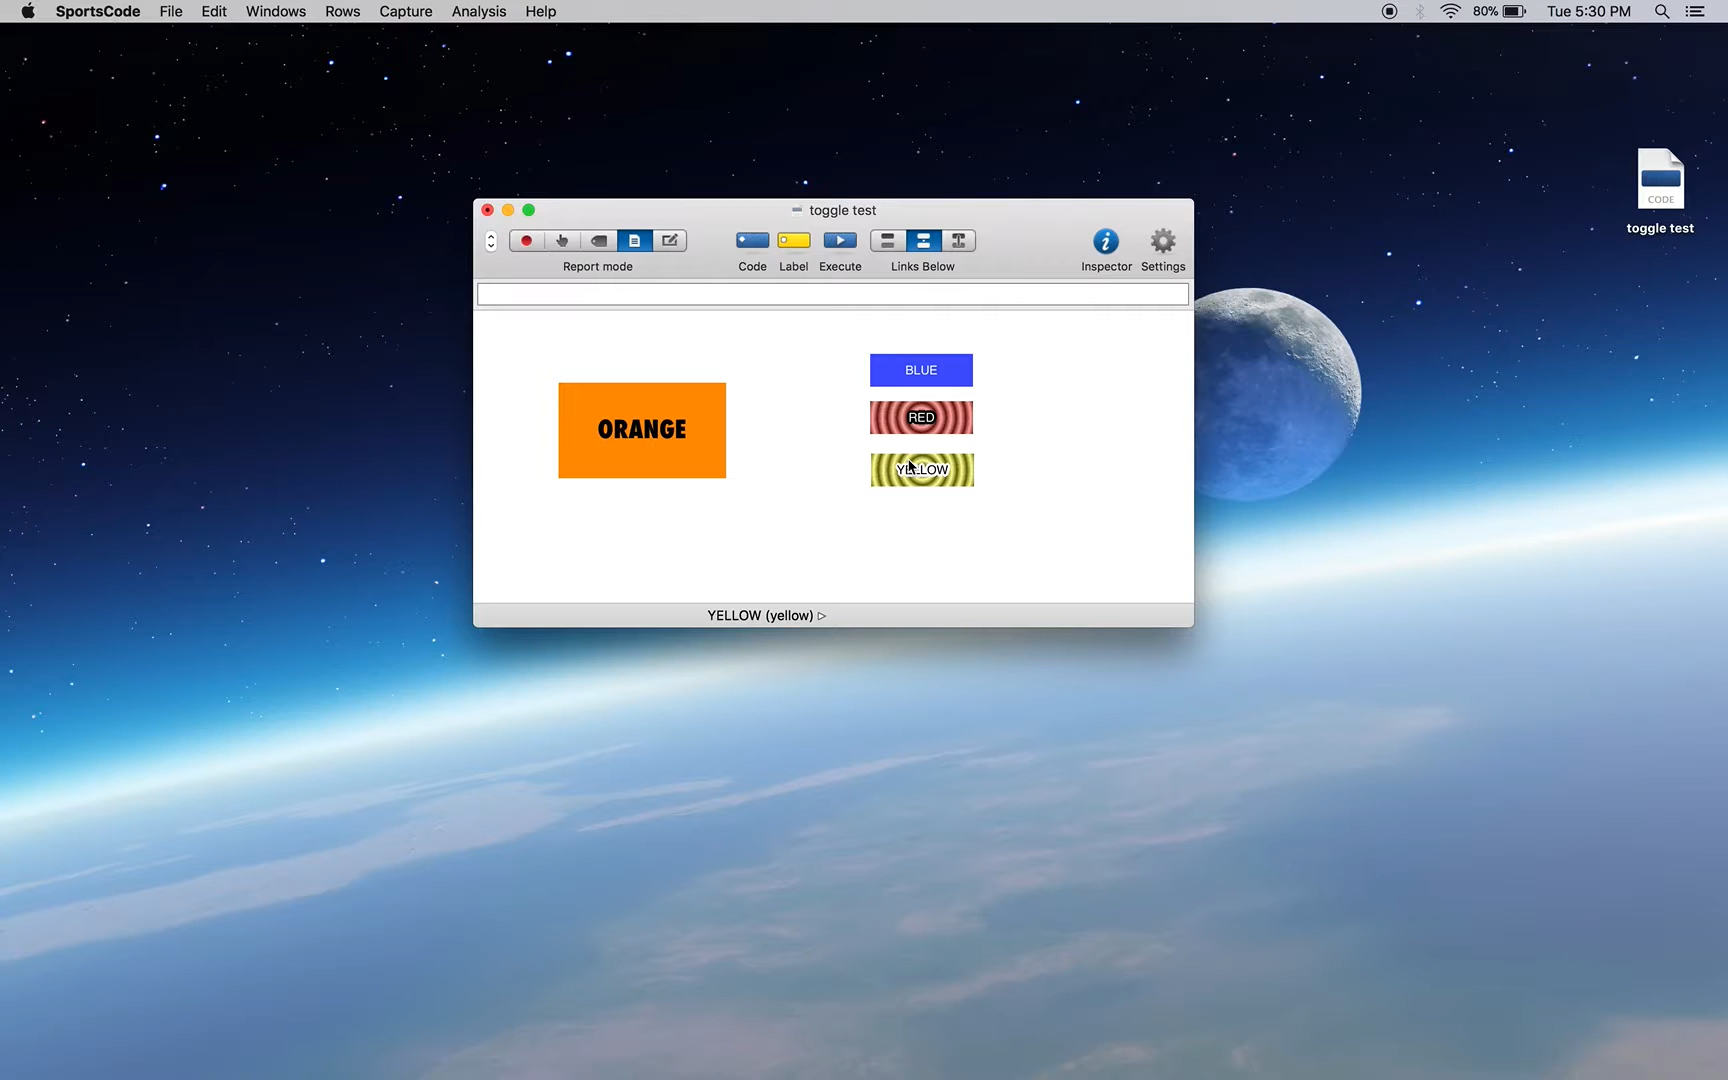 SportsCode File Edit Windows Rows Capture Analysis Help 80% Tue 5:30 PM
toggle test
Report mode Code Label Execute Links Below Inspector Settings
CODE
toggle test
BLUE
RED
ORANGE
YELLOW
YELLOW (yellow)